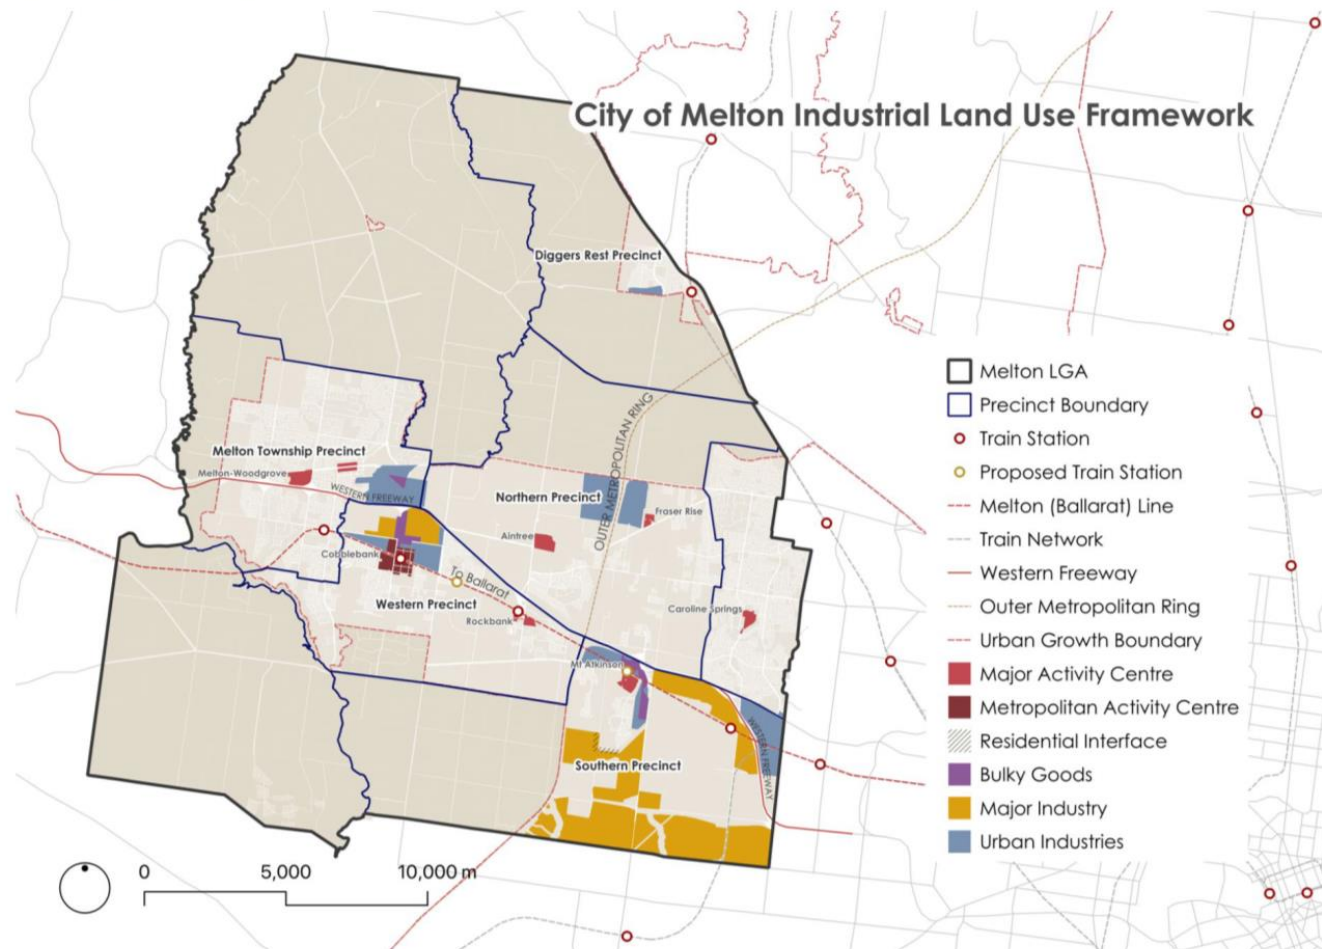 City of Melton Industrial Land Use Framework
Diggers Rest Precinct
OUTER METROPOLITAN RING
Melton Township Precinct
Melton-Woodgrove
WESTERN FREEWAY
Northern Precinct
Fraser Rise
Aintree
Cobblebank
To Ballarat
Western Precinct
Rockbank
Caroline Springs
Mt Atkinson
WESTERN FREEWAY
Southern Precinct
Melton LGA
Precinct Boundary
Train Station
Proposed Train Station
Melton (Ballarat) Line
Train Network
Western Freeway
Outer Metropolitan Ring
Urban Growth Boundary
Major Activity Centre
Metropolitan Activity Centre
Residential Interface
Bulky Goods
Major Industry
Urban Industries
0 5,000 10,000 m